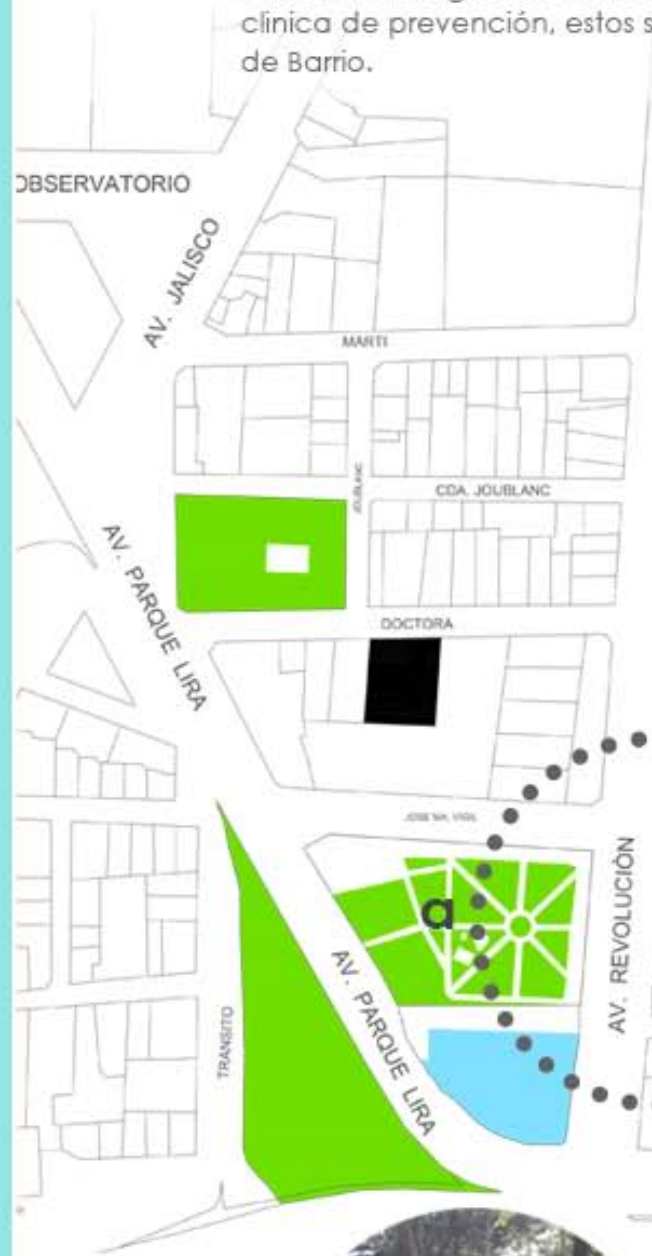 clinica de prevención, estos s
de Barrio.
OBSERVATORIO
AV. JALISCO
MARTI
JOUBLANC
CDA. JOUBLANC
AV. PARQUE LIRA
DOCTORA
JOSE MA. VIGIL
a
AV. REVOLUCIÓN
AV. PARQUE LIRA
TRANSITO